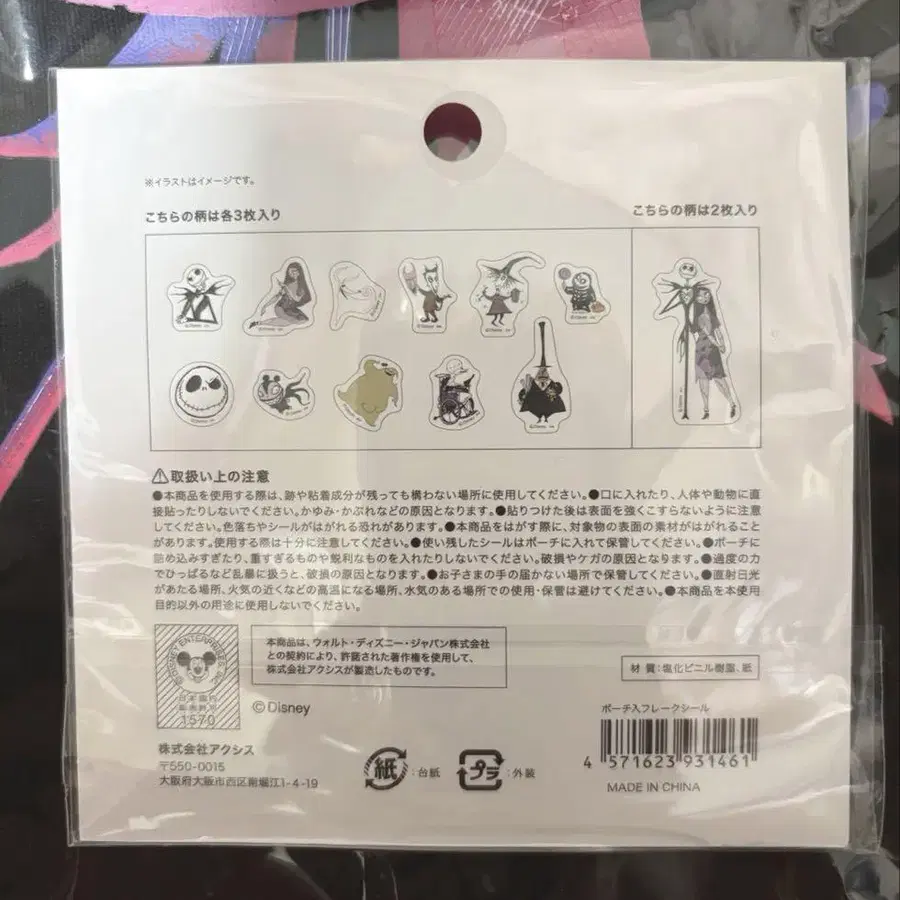 ※イラストはイメージです。
こちらの柄は各3枚入り
こちらの柄は2枚入り
⚠取扱い上の注意
●本商品を使用する際は、跡や粘着成分が残っても構わない場所に使用してください。●口に入れたり、人体や動物に直
接貼ったりしないでください。かゆみ・かぶれなどの原因となります。●貼りつけた後は表面を強くこすらないように注意
してください。色落ちやシールがはがれる恐れがあります。●本商品をはがす際に、対象物の表面の素材がはがれること
があります。使用する際は十分に注意してください。●使い残したシールはポーチに入れて保管してください。●ポーチに
詰め込みすぎたり、重すぎるものや鋭利なものを入れたりしないでください。破損やケガの原因となります。●過度の力
でひっぱるなど乱暴に扱うと、破損の原因となります。●お子さまの手の届かない場所で保管してください。●直射日光
があたる場所、火気の近くなどの高温になる場所、水気のある場所での使用・保管は避けてください。●本商品を本使用
目的以外の用途に使用しないでください。
©DISNEY ENTERPRISES, INC.
日本国内
販売許可
1570
本商品は、ウォルト・ディズニー・ジャパン株式会社
との契約により、許諾された著作権を使用して、
株式会社アクシスが製造したものです。
©Disney
材 質:塩化ビニル樹脂、紙
ポーチ入フレークシール
4 571623 931461
MADE IN CHINA
株式会社アクシス
〒550-0015
大阪府大阪市西区南堀江1-4-19
紙:台紙
プラ:外装